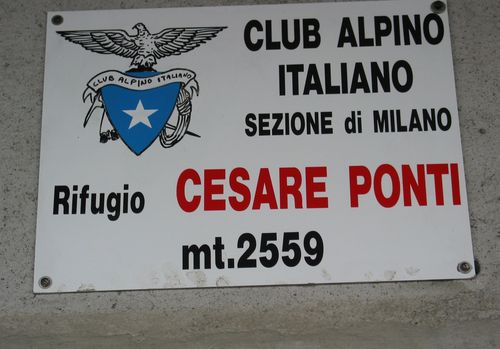 CLUB ALPINO
ITALIANO
CLUB ALPINO ITALIANO
SEZIONE di MILANO
Rifugio CESARE PONTI
mt.2559